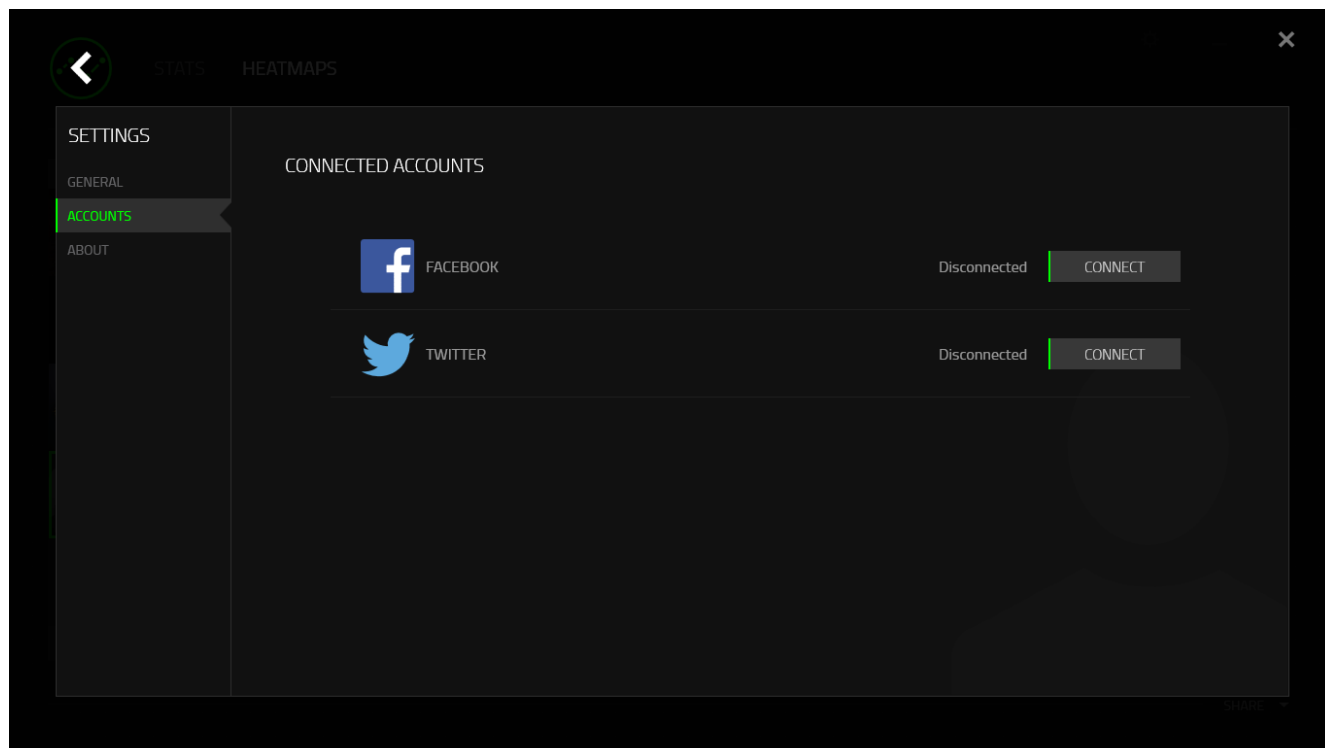 STATS HEATMAPS
SETTINGS
GENERAL
ACCOUNTS
ABOUT
CONNECTED ACCOUNTS
FACEBOOK Disconnected CONNECT
TWITTER Disconnected CONNECT
SHARE